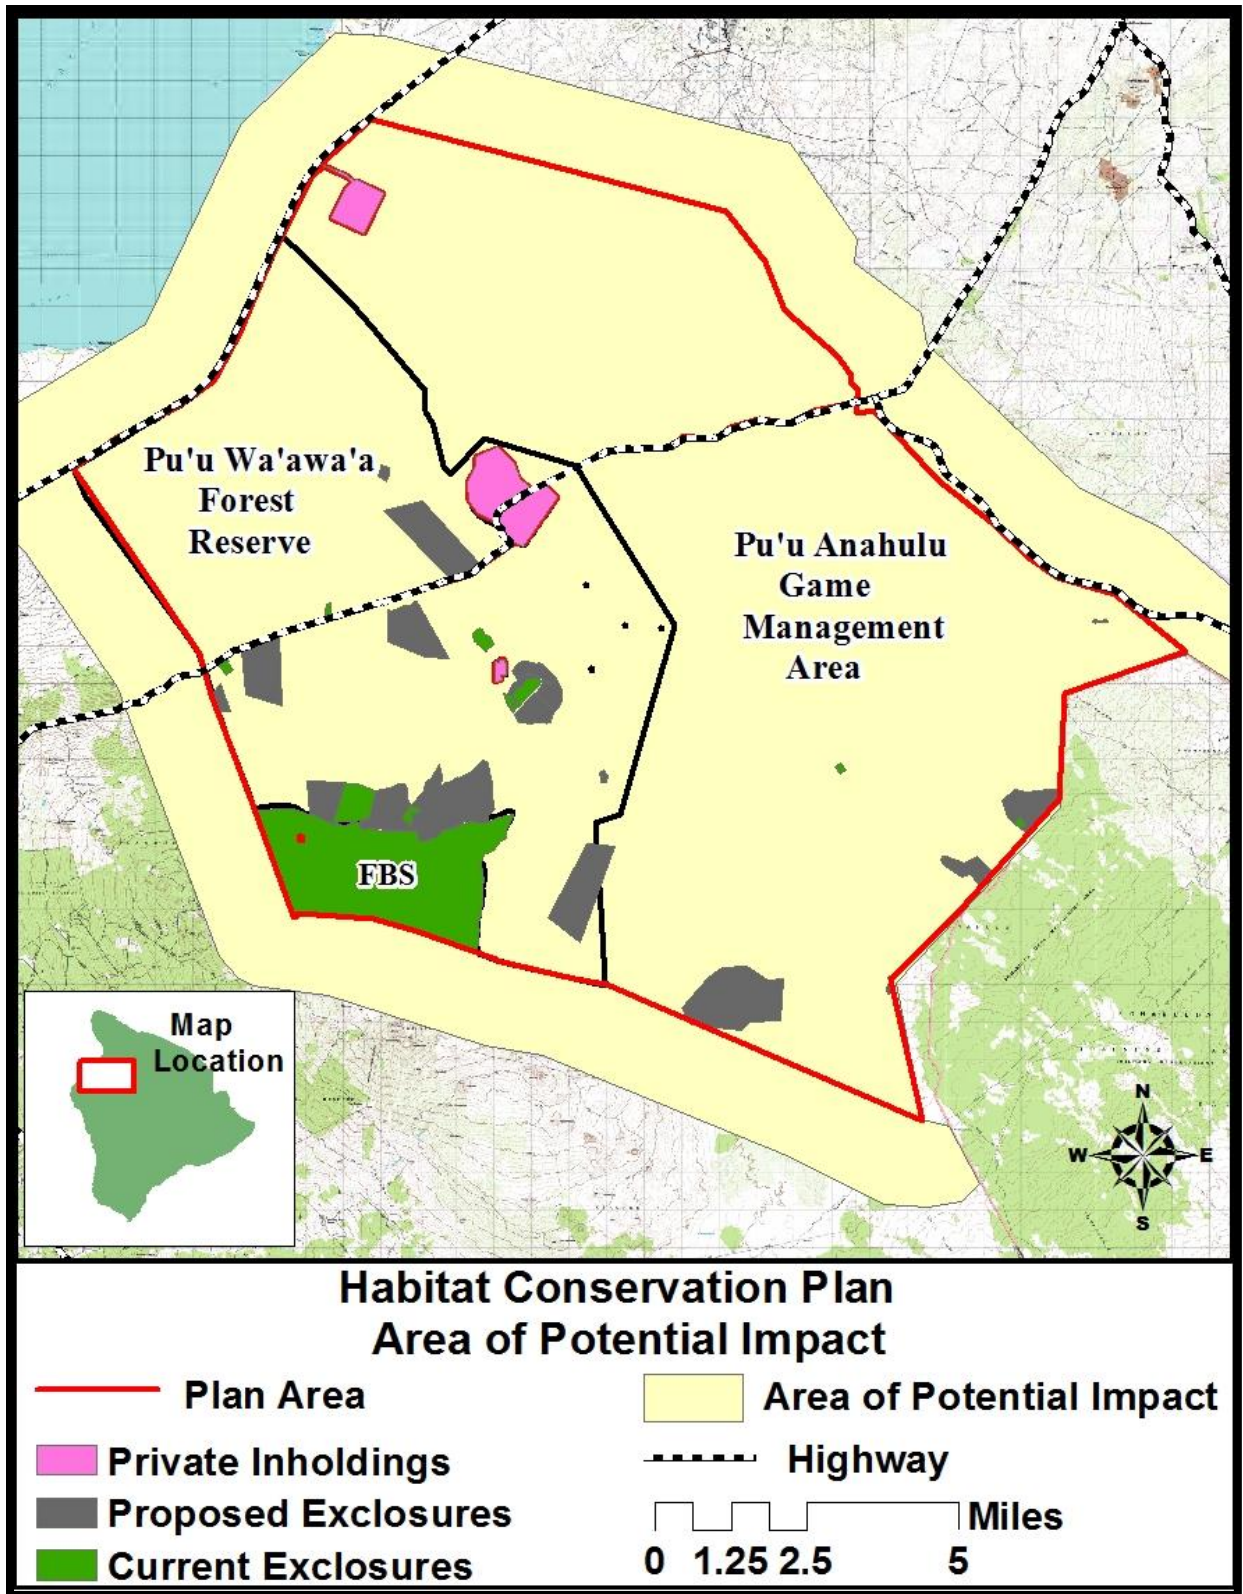 Pu'u Wa'awa'a
Forest
Reserve
Pu'u Anahulu
Game
Management
Area
FBS
Map
Location
N
W
E
S
Habitat Conservation Plan
Area of Potential Impact
Plan Area
Area of Potential Impact
Private Inholdings
Highway
Proposed Exclosures
Miles
Current Exclosures
0 1.25 2.5 5